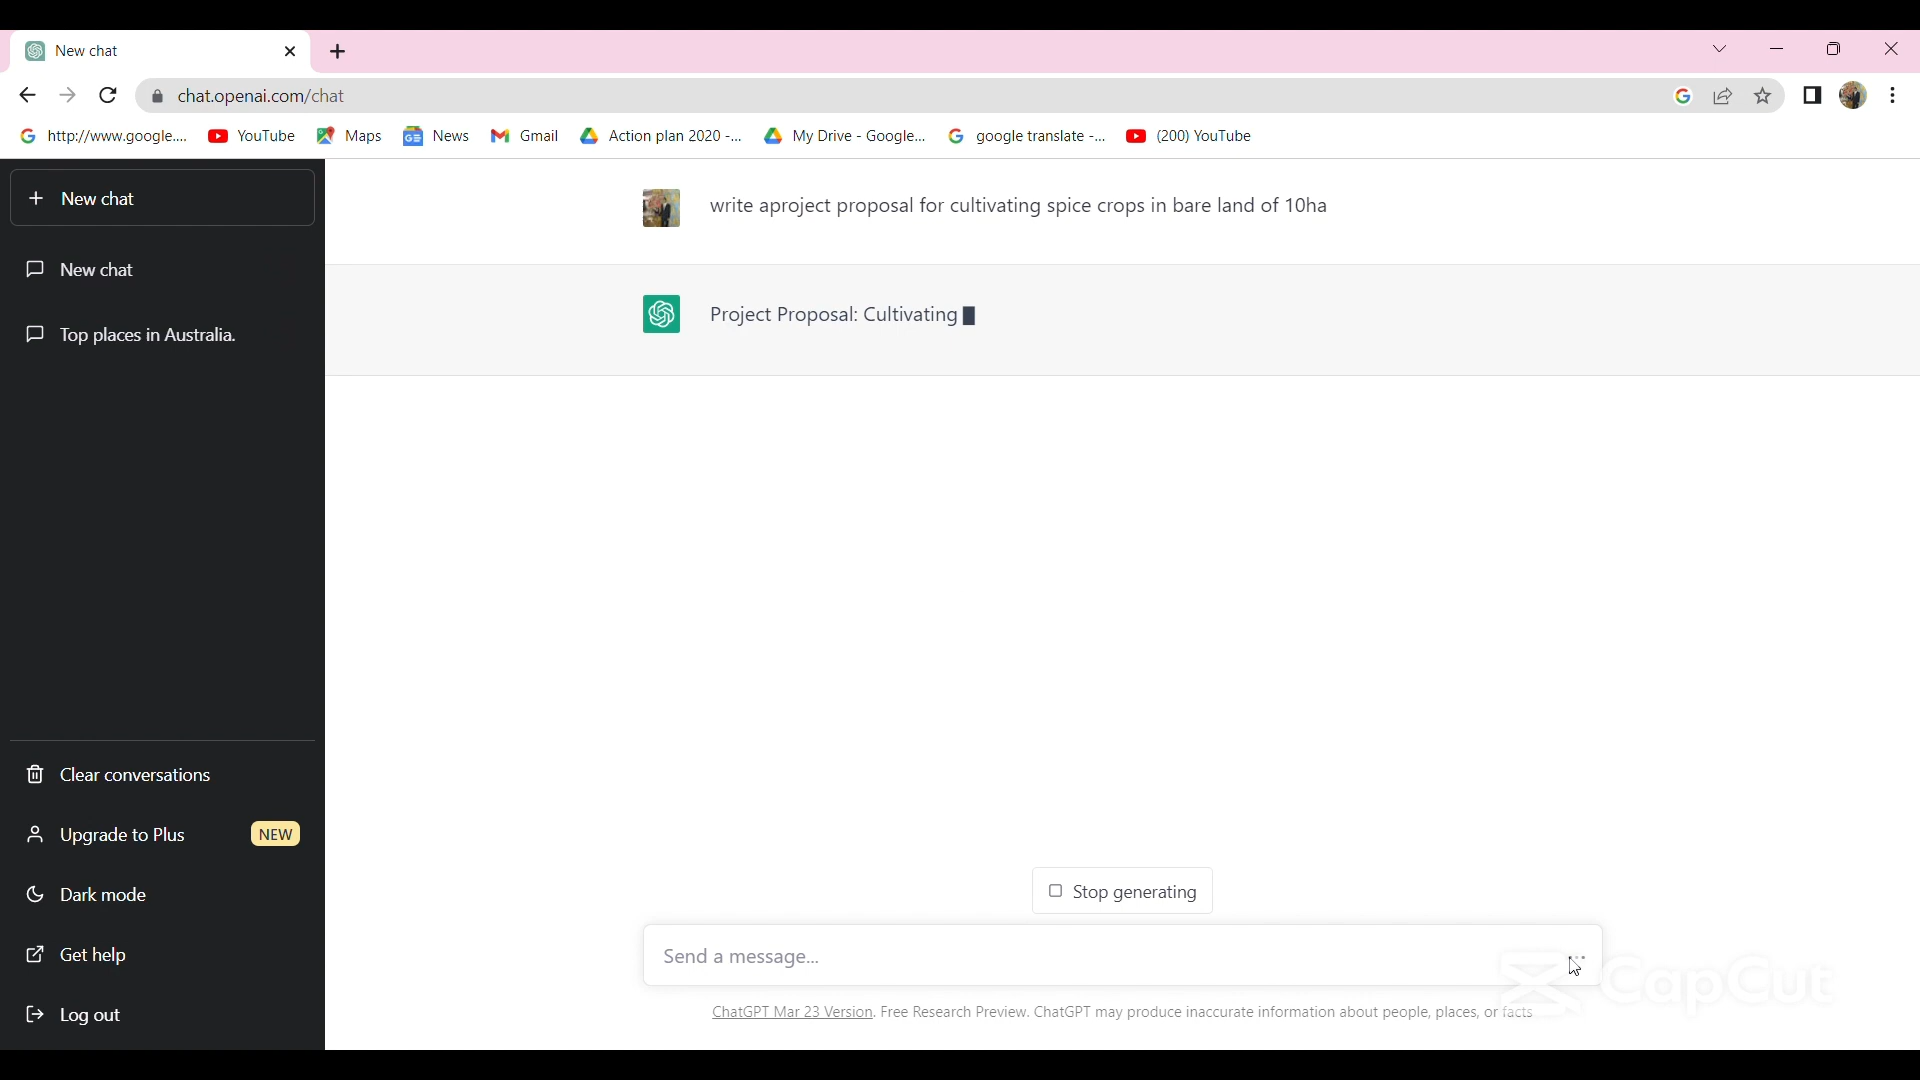 New chat
chat.openai.com/chat
http://www.google.... YouTube Maps News Gmail Action plan 2020 -... My Drive - Google... google translate -... (200) YouTube
New chat
New chat
Top places in Australia.
write aproject proposal for cultivating spice crops in bare land of 10ha
Project Proposal: Cultivating
Clear conversations
Upgrade to Plus NEW
Dark mode
Get help
Log out
Stop generating
Send a message...
ChatGPT Mar 23 Version. Free Research Preview. ChatGPT may produce inaccurate information about people, places, or facts
CapCut